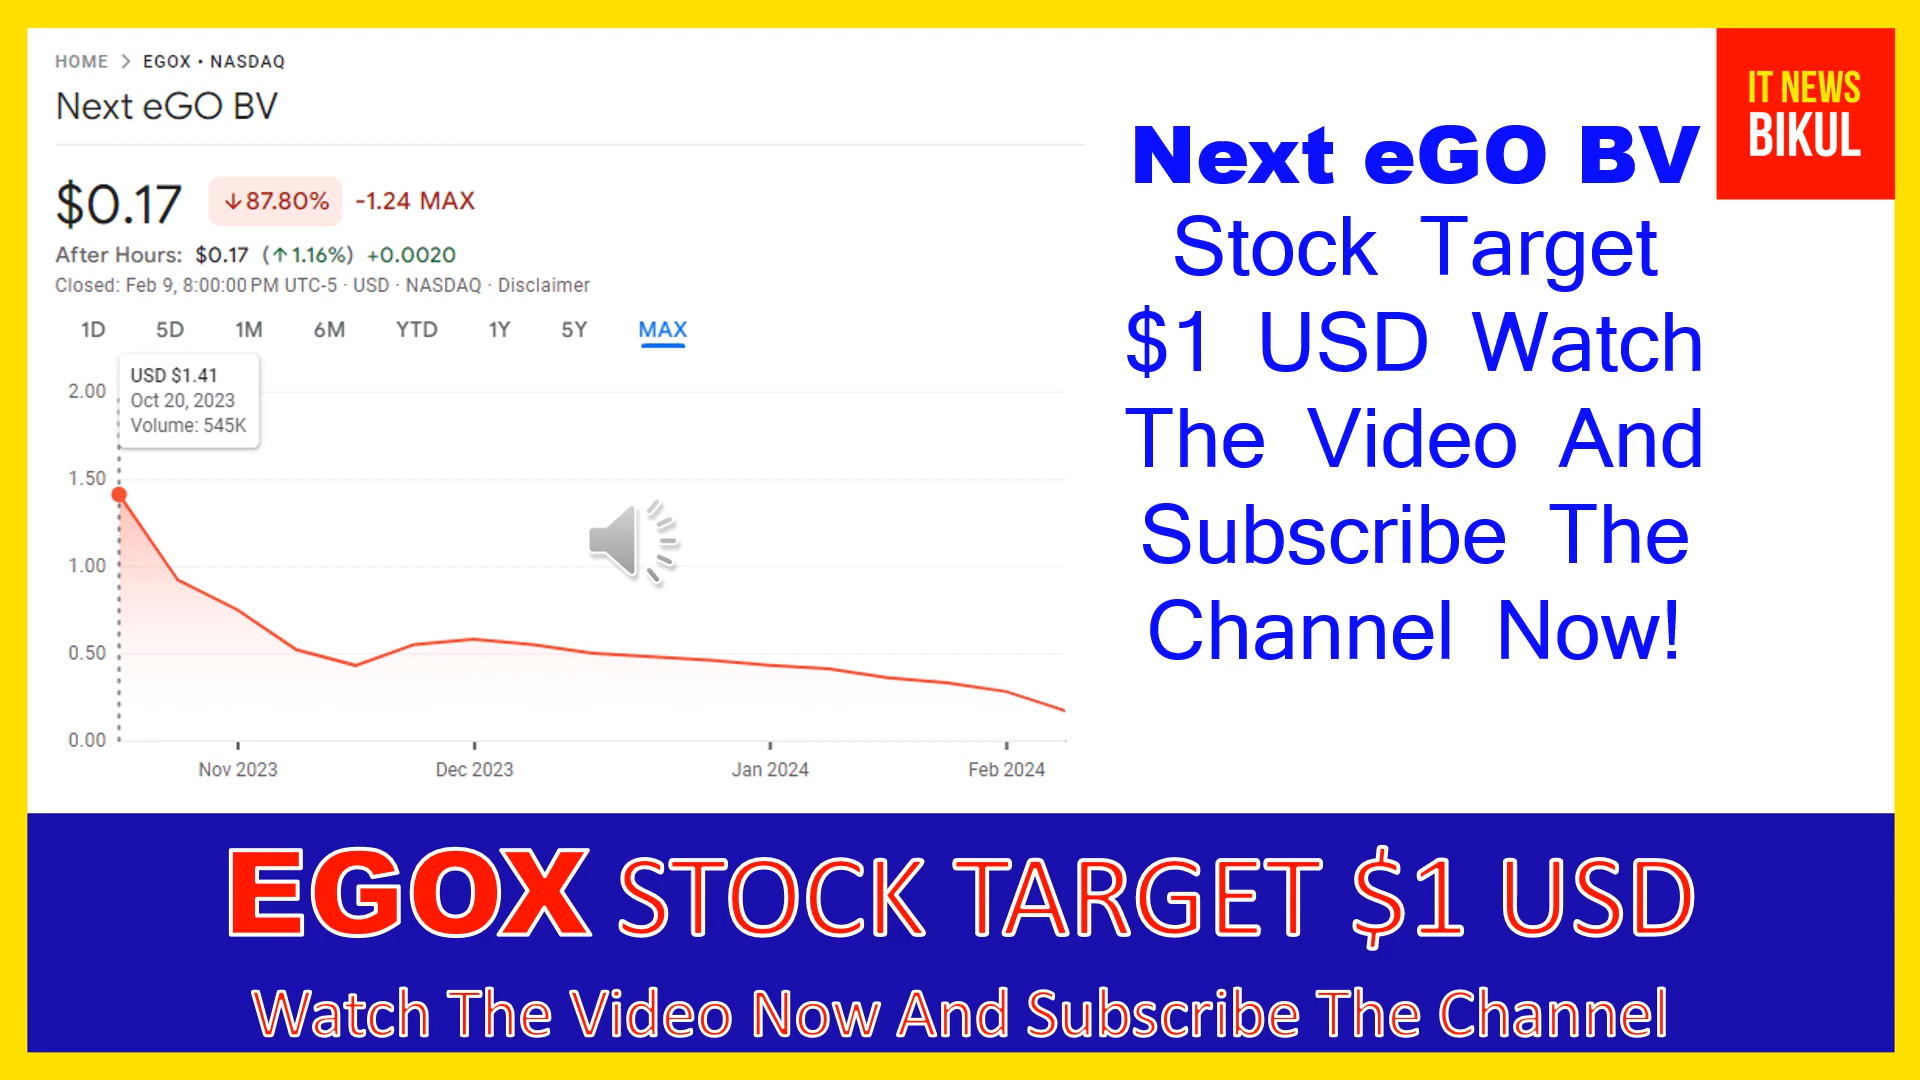 HOME > EGOX • NASDAQ
Next eGO BV
$0.17 ↓87.80% -1.24 MAX
After Hours: $0.17 (↑1.16%) +0.0020
Closed: Feb 9, 8:00:00 PM UTC-5 · USD · NASDAQ · Disclaimer
1D 5D 1M 6M YTD 1Y 5Y MAX
USD $1.41
Oct 20, 2023
Volume: 545K
2.00
1.50
1.00
0.50
0.00
Nov 2023 Dec 2023 Jan 2024 Feb 2024
IT NEWS
BIKUL
Next eGO BV
Stock Target
$1 USD Watch
The Video And
Subscribe The
Channel Now!
EGOX STOCK TARGET $1 USD
Watch The Video Now And Subscribe The Channel